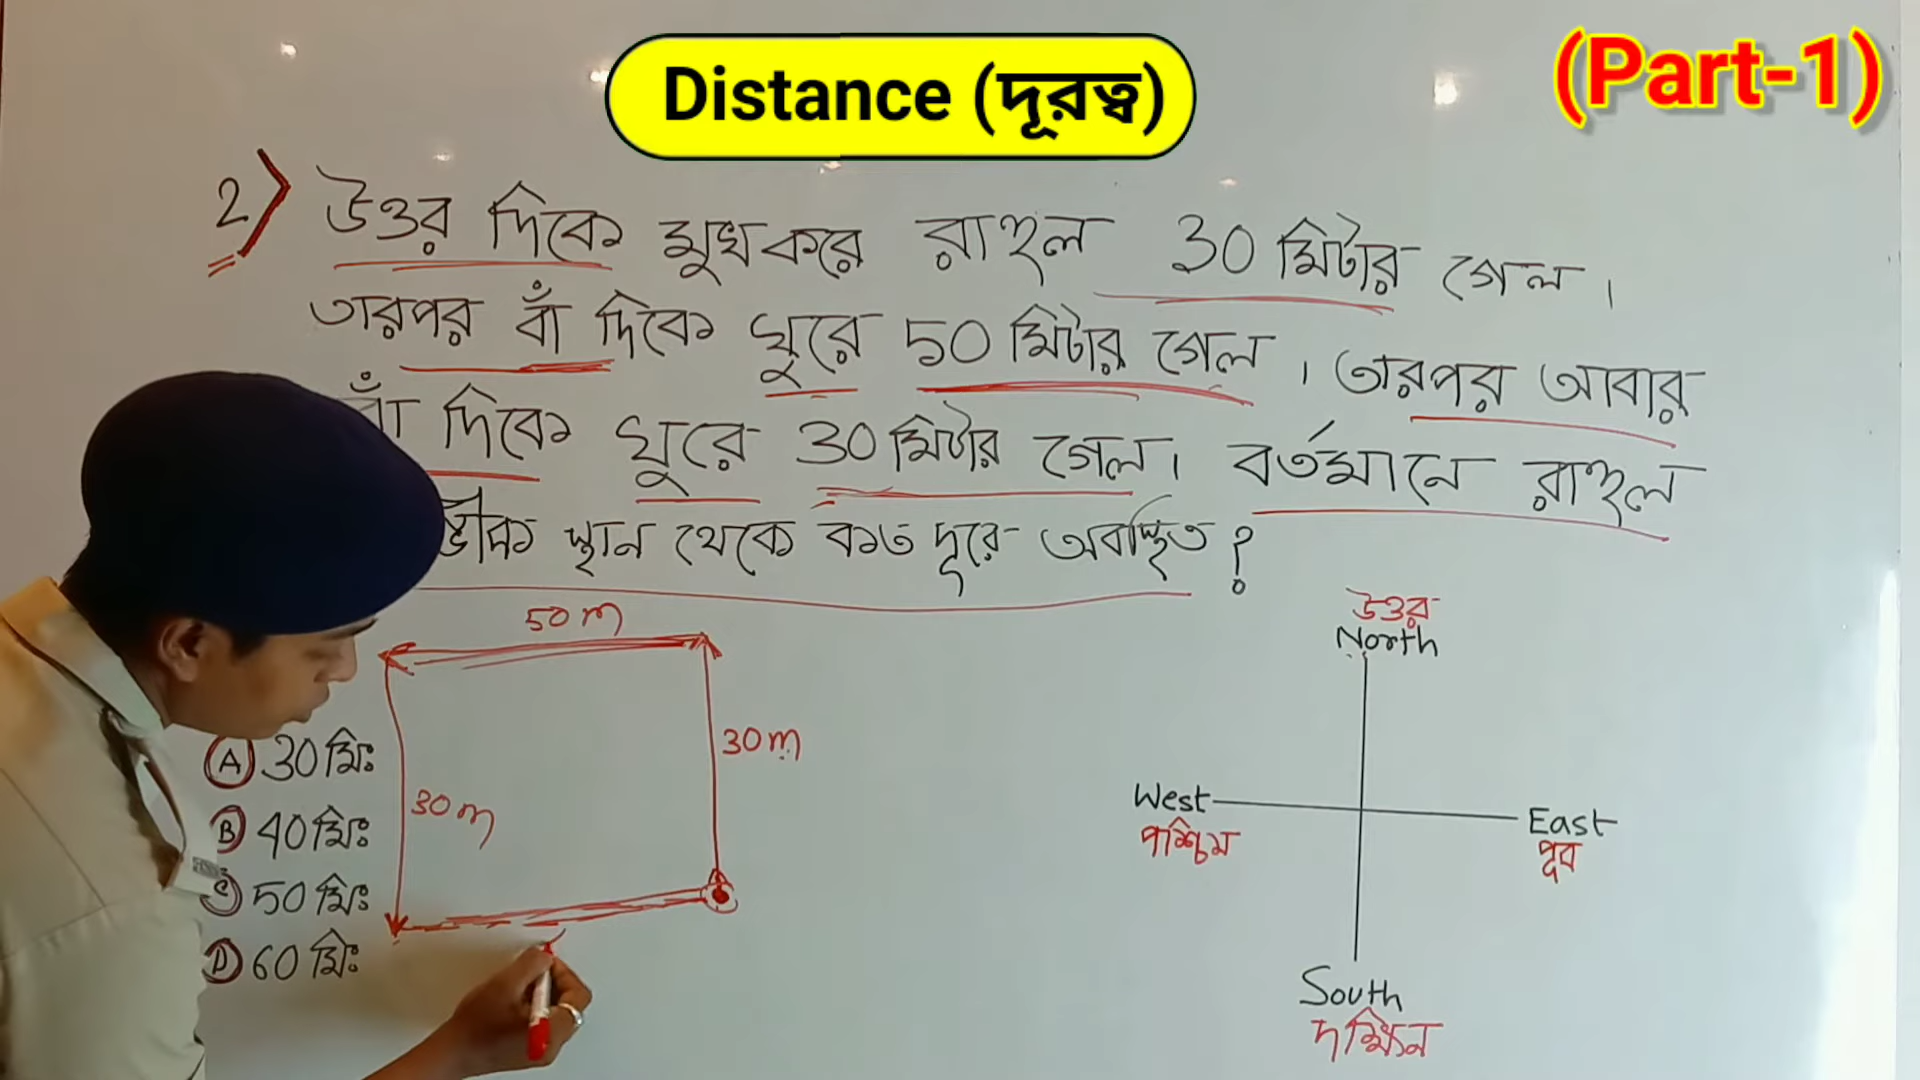 Distance (দূরত্ব)
(Part-1)
2) উত্তর দিকে মুখকরে রাহুল 30 মিটার গেল।
তারপর বাঁ দিকে ঘুরে 50 মিটার গেল। তারপর আবার
বাঁ দিকে ঘুরে 30 মিটার গেল। বর্তমানে রাহুল
স্থান থেকে কত দূরে অবস্থিত?
50 m
30 m
30 m
A 30 মিঃ
B 40 মিঃ
C 50 মিঃ
D 60 মিঃ
উত্তর
North
West
পশ্চিম
East
পূব
South
দক্ষিন